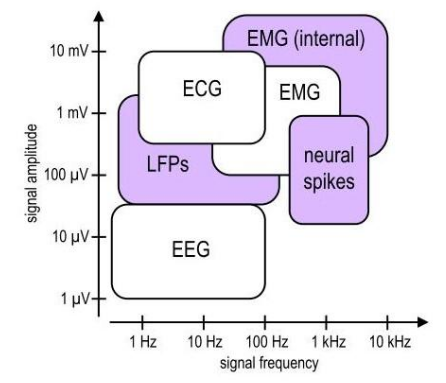 EMG (internal)
10 mV
ECG
EMG
1 mV
signal amplitude
LFPs
neural
spikes
100 µV
10 µV
EEG
1 µV
1 Hz
10 Hz
100 Hz
1 kHz
10 kHz
signal frequency